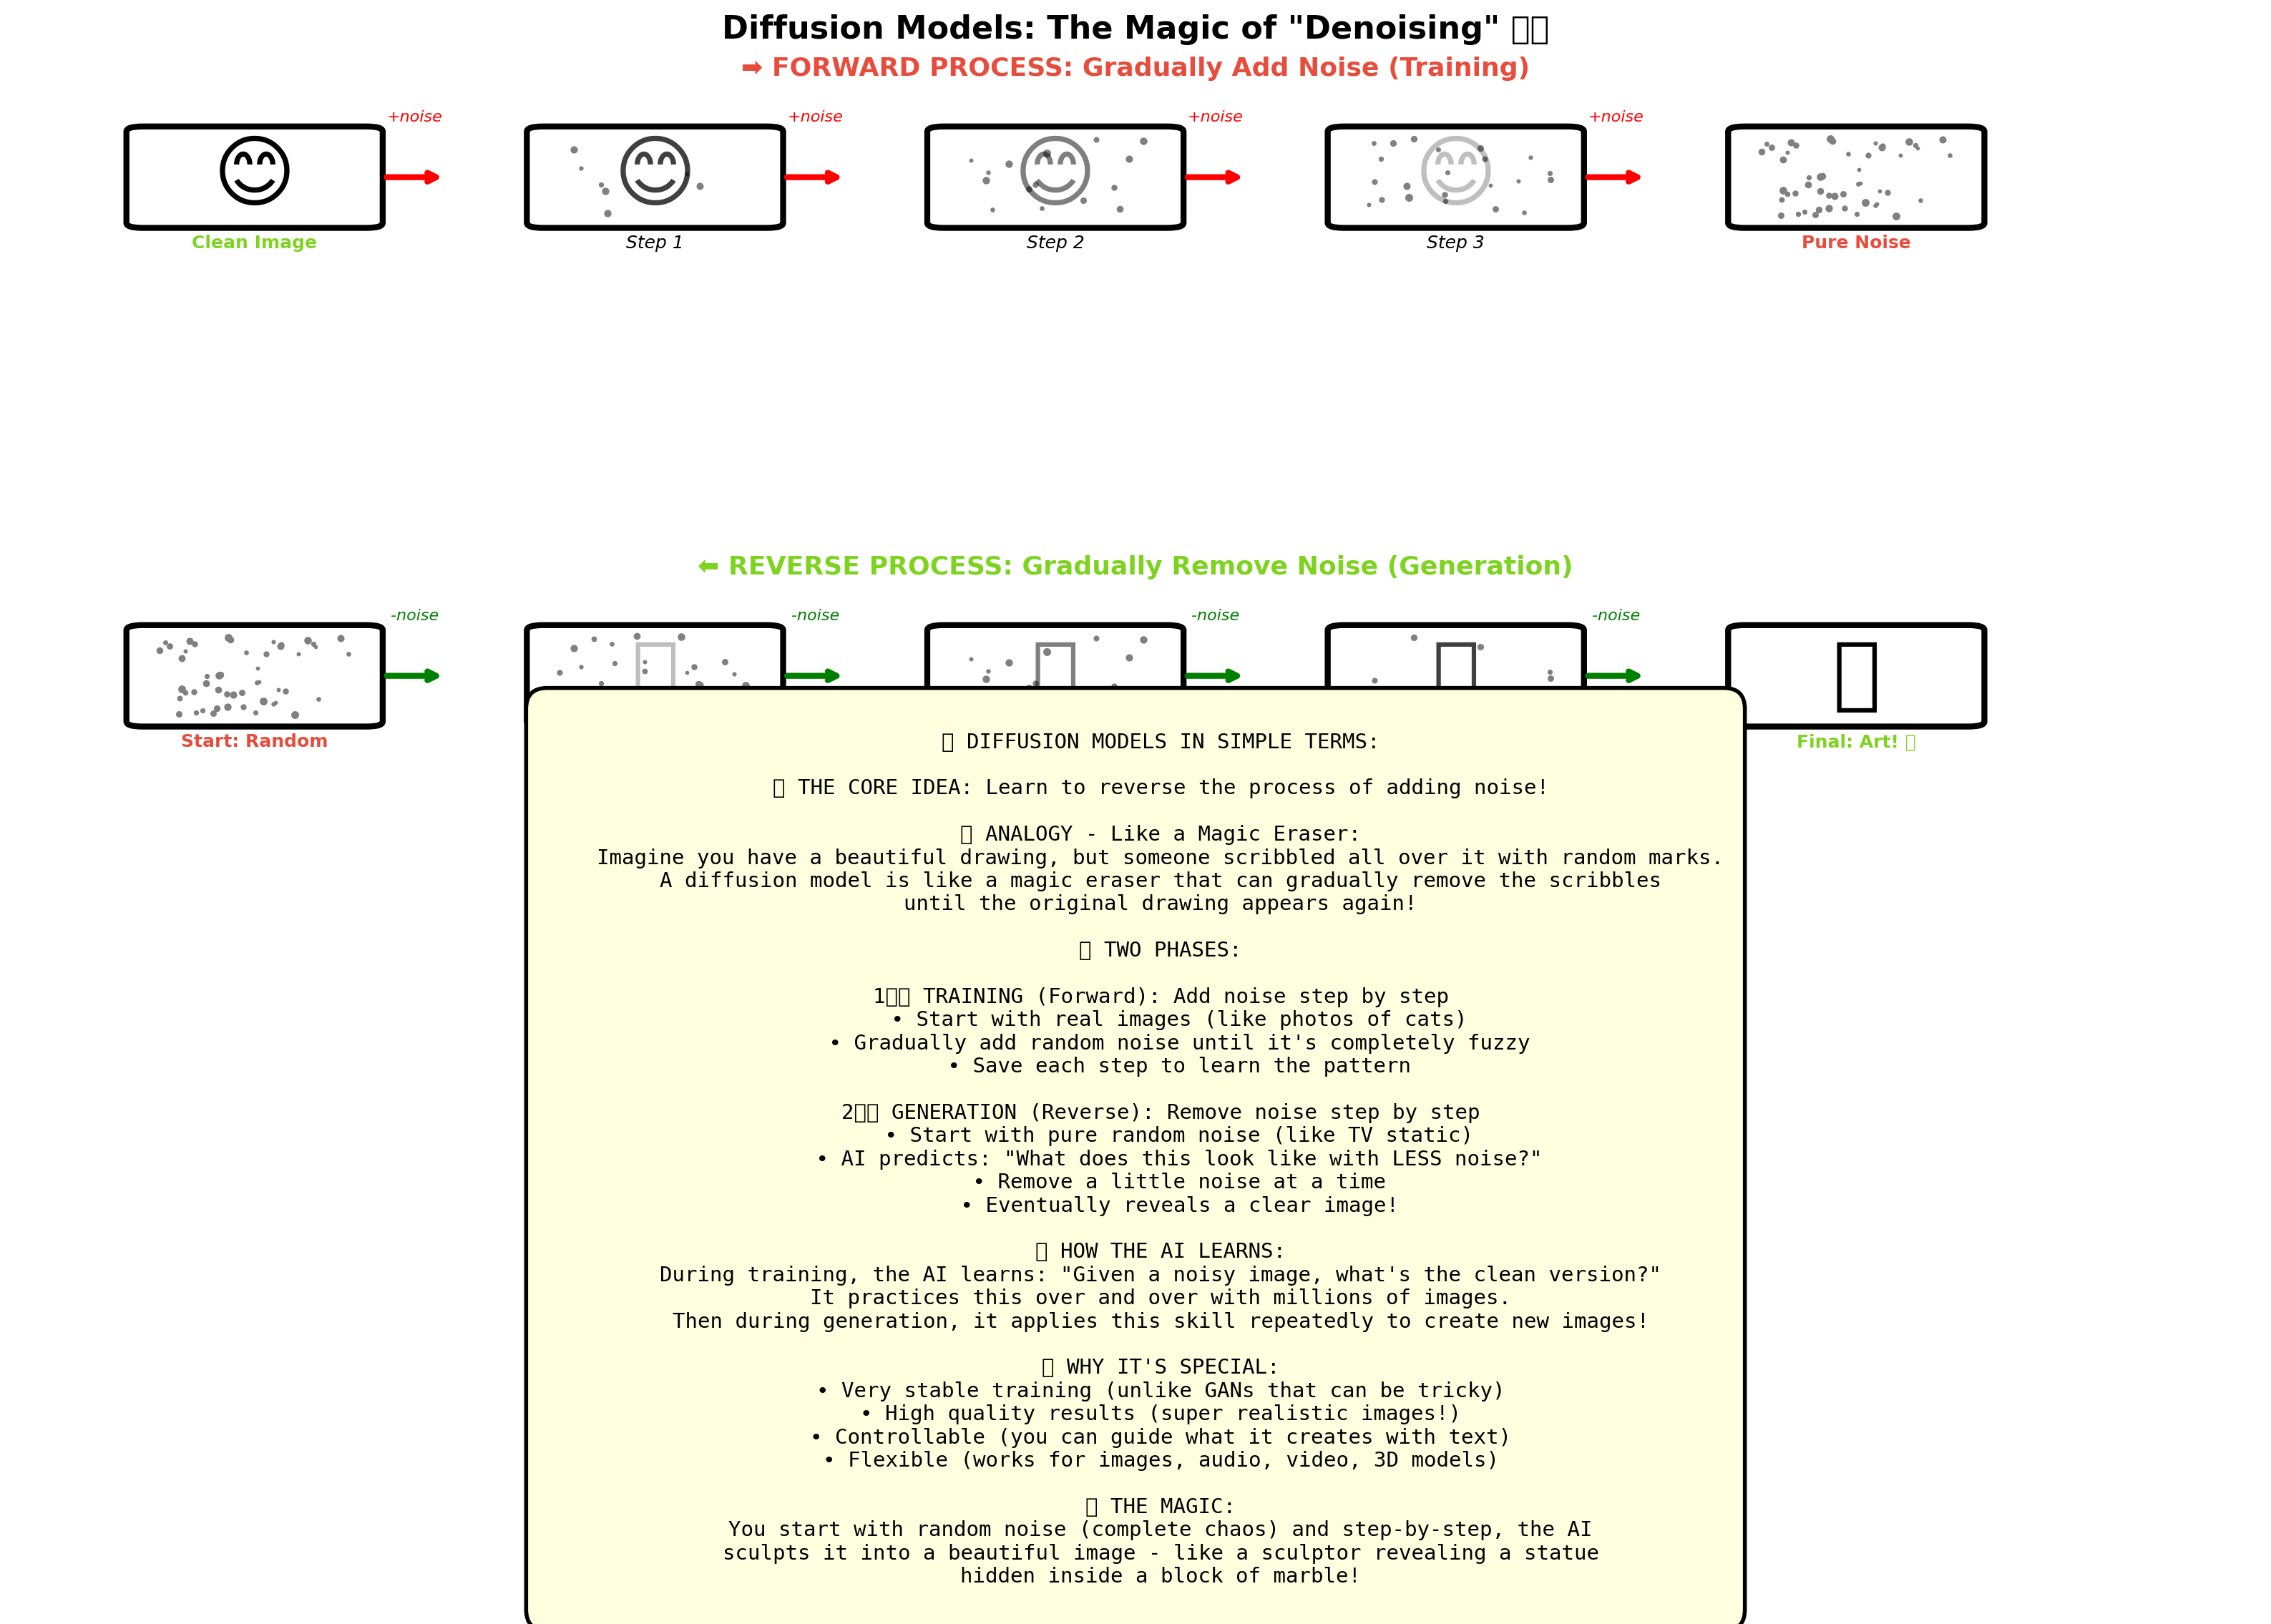 Diffusion Models: The Magic of "Denoising"
➡ FORWARD PROCESS: Gradually Add Noise (Training)
+noise
+noise
+noise
+noise
Clean Image
Step 1
Step 2
Step 3
Pure Noise
⬅ REVERSE PROCESS: Gradually Remove Noise (Generation)
-noise
-noise
-noise
-noise
Start: Random
Final: Art!
DIFFUSION MODELS IN SIMPLE TERMS:
THE CORE IDEA: Learn to reverse the process of adding noise!
ANALOGY - Like a Magic Eraser:
Imagine you have a beautiful drawing, but someone scribbled all over it with random marks.
A diffusion model is like a magic eraser that can gradually remove the scribbles
until the original drawing appears again!
TWO PHASES:
1 TRAINING (Forward): Add noise step by step
• Start with real images (like photos of cats)
• Gradually add random noise until it's completely fuzzy
• Save each step to learn the pattern
2 GENERATION (Reverse): Remove noise step by step
• Start with pure random noise (like TV static)
• AI predicts: "What does this look like with LESS noise?"
• Remove a little noise at a time
• Eventually reveals a clear image!
HOW THE AI LEARNS:
During training, the AI learns: "Given a noisy image, what's the clean version?"
It practices this over and over with millions of images.
Then during generation, it applies this skill repeatedly to create new images!
WHY IT'S SPECIAL:
• Very stable training (unlike GANs that can be tricky)
• High quality results (super realistic images!)
• Controllable (you can guide what it creates with text)
• Flexible (works for images, audio, video, 3D models)
THE MAGIC:
You start with random noise (complete chaos) and step-by-step, the AI
sculpts it into a beautiful image - like a sculptor revealing a statue
hidden inside a block of marble!